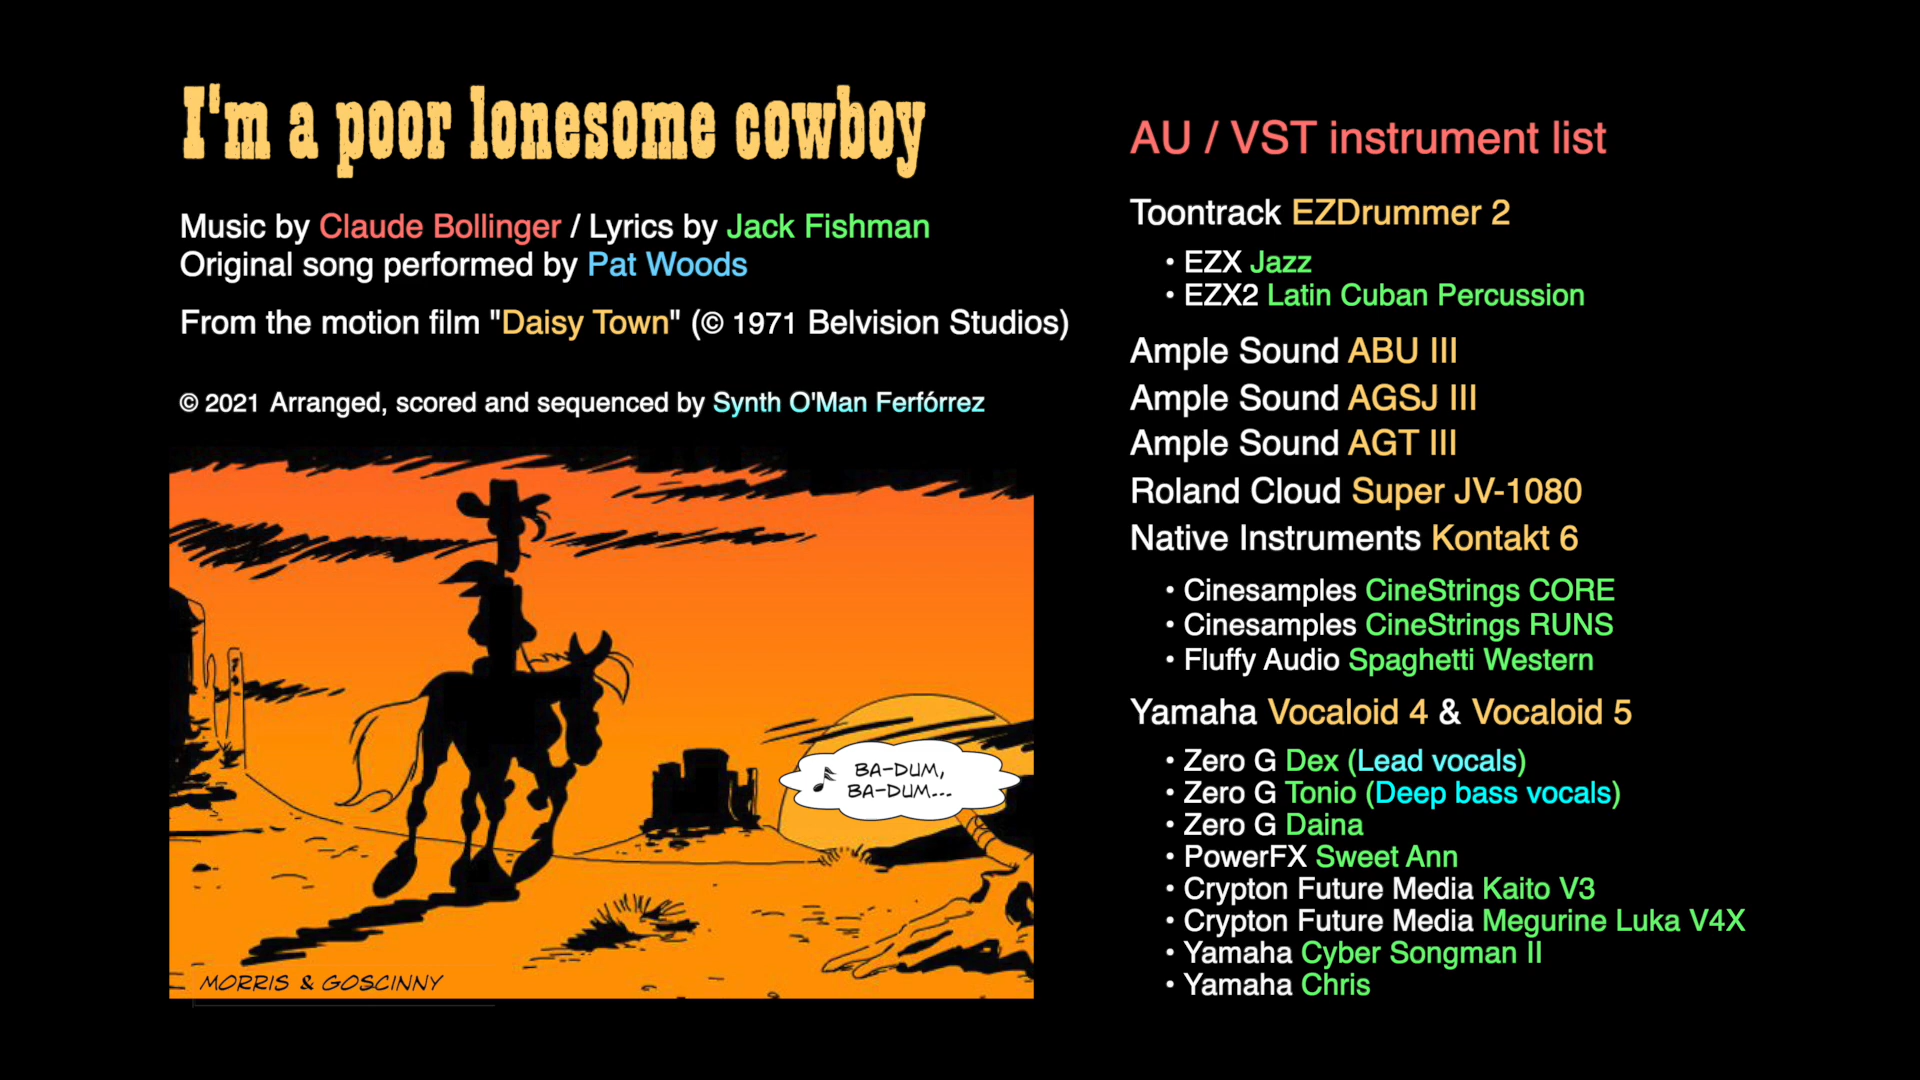 I'm a poor lonesome cowboy
Music by Claude Bollinger / Lyrics by Jack Fishman
Original song performed by Pat Woods
From the motion film "Daisy Town" (© 1971 Belvision Studios)
© 2021 Arranged, scored and sequenced by Synth O'Man Ferfórrez
BA-DUM,
BA-DUM...
MORRIS & GOSCINNY
AU / VST instrument list
Toontrack EZDrummer 2
• EZX Jazz
• EZX2 Latin Cuban Percussion
Ample Sound ABU III
Ample Sound AGSJ III
Ample Sound AGT III
Roland Cloud Super JV-1080
Native Instruments Kontakt 6
• Cinesamples CineStrings CORE
• Cinesamples CineStrings RUNS
• Fluffy Audio Spaghetti Western
Yamaha Vocaloid 4 & Vocaloid 5
• Zero G Dex (Lead vocals)
• Zero G Tonio (Deep bass vocals)
• Zero G Daina
• PowerFX Sweet Ann
• Crypton Future Media Kaito V3
• Crypton Future Media Megurine Luka V4X
• Yamaha Cyber Songman II
• Yamaha Chris